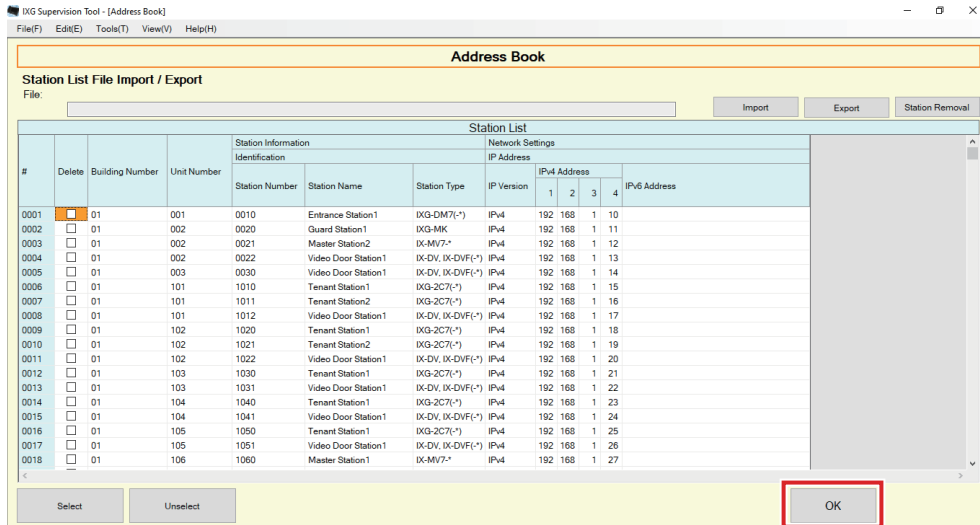 IXG Supervision Tool - [Address Book]
File(F) Edit(E) Tools(T) View(V) Help(H)
Address Book
Station List File Import / Export
File:
Import Export Station Removal
Station List
Station Information Network Settings
Identification IP Address
# Delete Building Number Unit Number Station Number Station Name Station Type IP Version IPv4 Address IPv6 Address
1 2 3 4
0001 01 001 0010 Entrance Station1 IXG-DM7(-*) IPv4 192 168 1 10
0002 01 002 0020 Guard Station1 IXG-MK IPv4 192 168 1 11
0003 01 002 0021 Master Station2 IX-MV7-* IPv4 192 168 1 12
0004 01 002 0022 Video Door Station1 IX-DV, IX-DVF(-*) IPv4 192 168 1 13
0005 01 003 0030 Video Door Station1 IX-DV, IX-DVF(-*) IPv4 192 168 1 14
0006 01 101 1010 Tenant Station1 IXG-2C7(-*) IPv4 192 168 1 15
0007 01 101 1011 Tenant Station2 IXG-2C7(-*) IPv4 192 168 1 16
0008 01 101 1012 Video Door Station1 IX-DV, IX-DVF(-*) IPv4 192 168 1 17
0009 01 102 1020 Tenant Station1 IXG-2C7(-*) IPv4 192 168 1 18
0010 01 102 1021 Tenant Station2 IXG-2C7(-*) IPv4 192 168 1 19
0011 01 102 1022 Video Door Station1 IX-DV, IX-DVF(-*) IPv4 192 168 1 20
0012 01 103 1030 Tenant Station1 IXG-2C7(-*) IPv4 192 168 1 21
0013 01 103 1031 Video Door Station1 IX-DV, IX-DVF(-*) IPv4 192 168 1 22
0014 01 104 1040 Tenant Station1 IXG-2C7(-*) IPv4 192 168 1 23
0015 01 104 1041 Video Door Station1 IX-DV, IX-DVF(-*) IPv4 192 168 1 24
0016 01 105 1050 Tenant Station1 IXG-2C7(-*) IPv4 192 168 1 25
0017 01 105 1051 Video Door Station1 IX-DV, IX-DVF(-*) IPv4 192 168 1 26
0018 01 106 1060 Master Station1 IX-MV7-* IPv4 192 168 1 27
Select Unselect OK